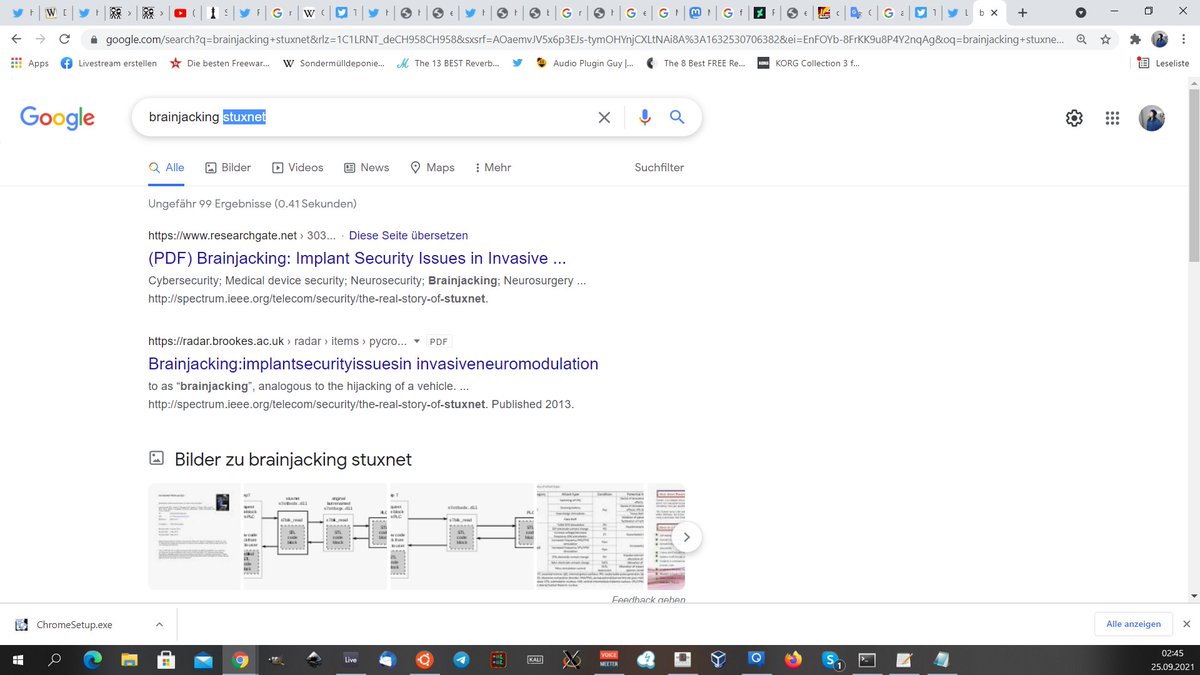 google.com/search?q=brainjacking+stuxnet&rlz=1C1LRNT_deCH958CH958&sxsrf=AOaemvJV5x6p3EJs-tymOHYnjCXLtNAi8A%3A1632530706382&ei=EnFOYb-8FrKK9u8P4Y2nqAg&oq=brainjacking+stuxne...
Apps Livestream erstellen Die besten Freewar... Sondermülldeponie... The 13 BEST Reverb... Audio Plugin Guy |... The 8 Best FREE Re... KORG Collection 3 f... Leseliste
Google
brainjacking stuxnet
Alle Bilder Videos News Maps Mehr Suchfilter
Ungefähr 99 Ergebnisse (0.41 Sekunden)
https://www.researchgate.net › 303... · Diese Seite übersetzen
(PDF) Brainjacking: Implant Security Issues in Invasive ...
Cybersecurity; Medical device security; Neurosecurity; Brainjacking; Neurosurgery ...
http://spectrum.ieee.org/telecom/security/the-real-story-of-stuxnet.
https://radar.brookes.ac.uk › radar › items › pycro... PDF
Brainjacking:implantsecurityissuesin invasiveneuromodulation
to as “brainjacking”, analogous to the hijacking of a vehicle. ...
http://spectrum.ieee.org/telecom/security/the-real-story-of-stuxnet. Published 2013.
Bilder zu brainjacking stuxnet
Feedback geben
ChromeSetup.exe
Alle anzeigen
Live
KALI
VOICE
MEETER
1
02:45
25.09.2021